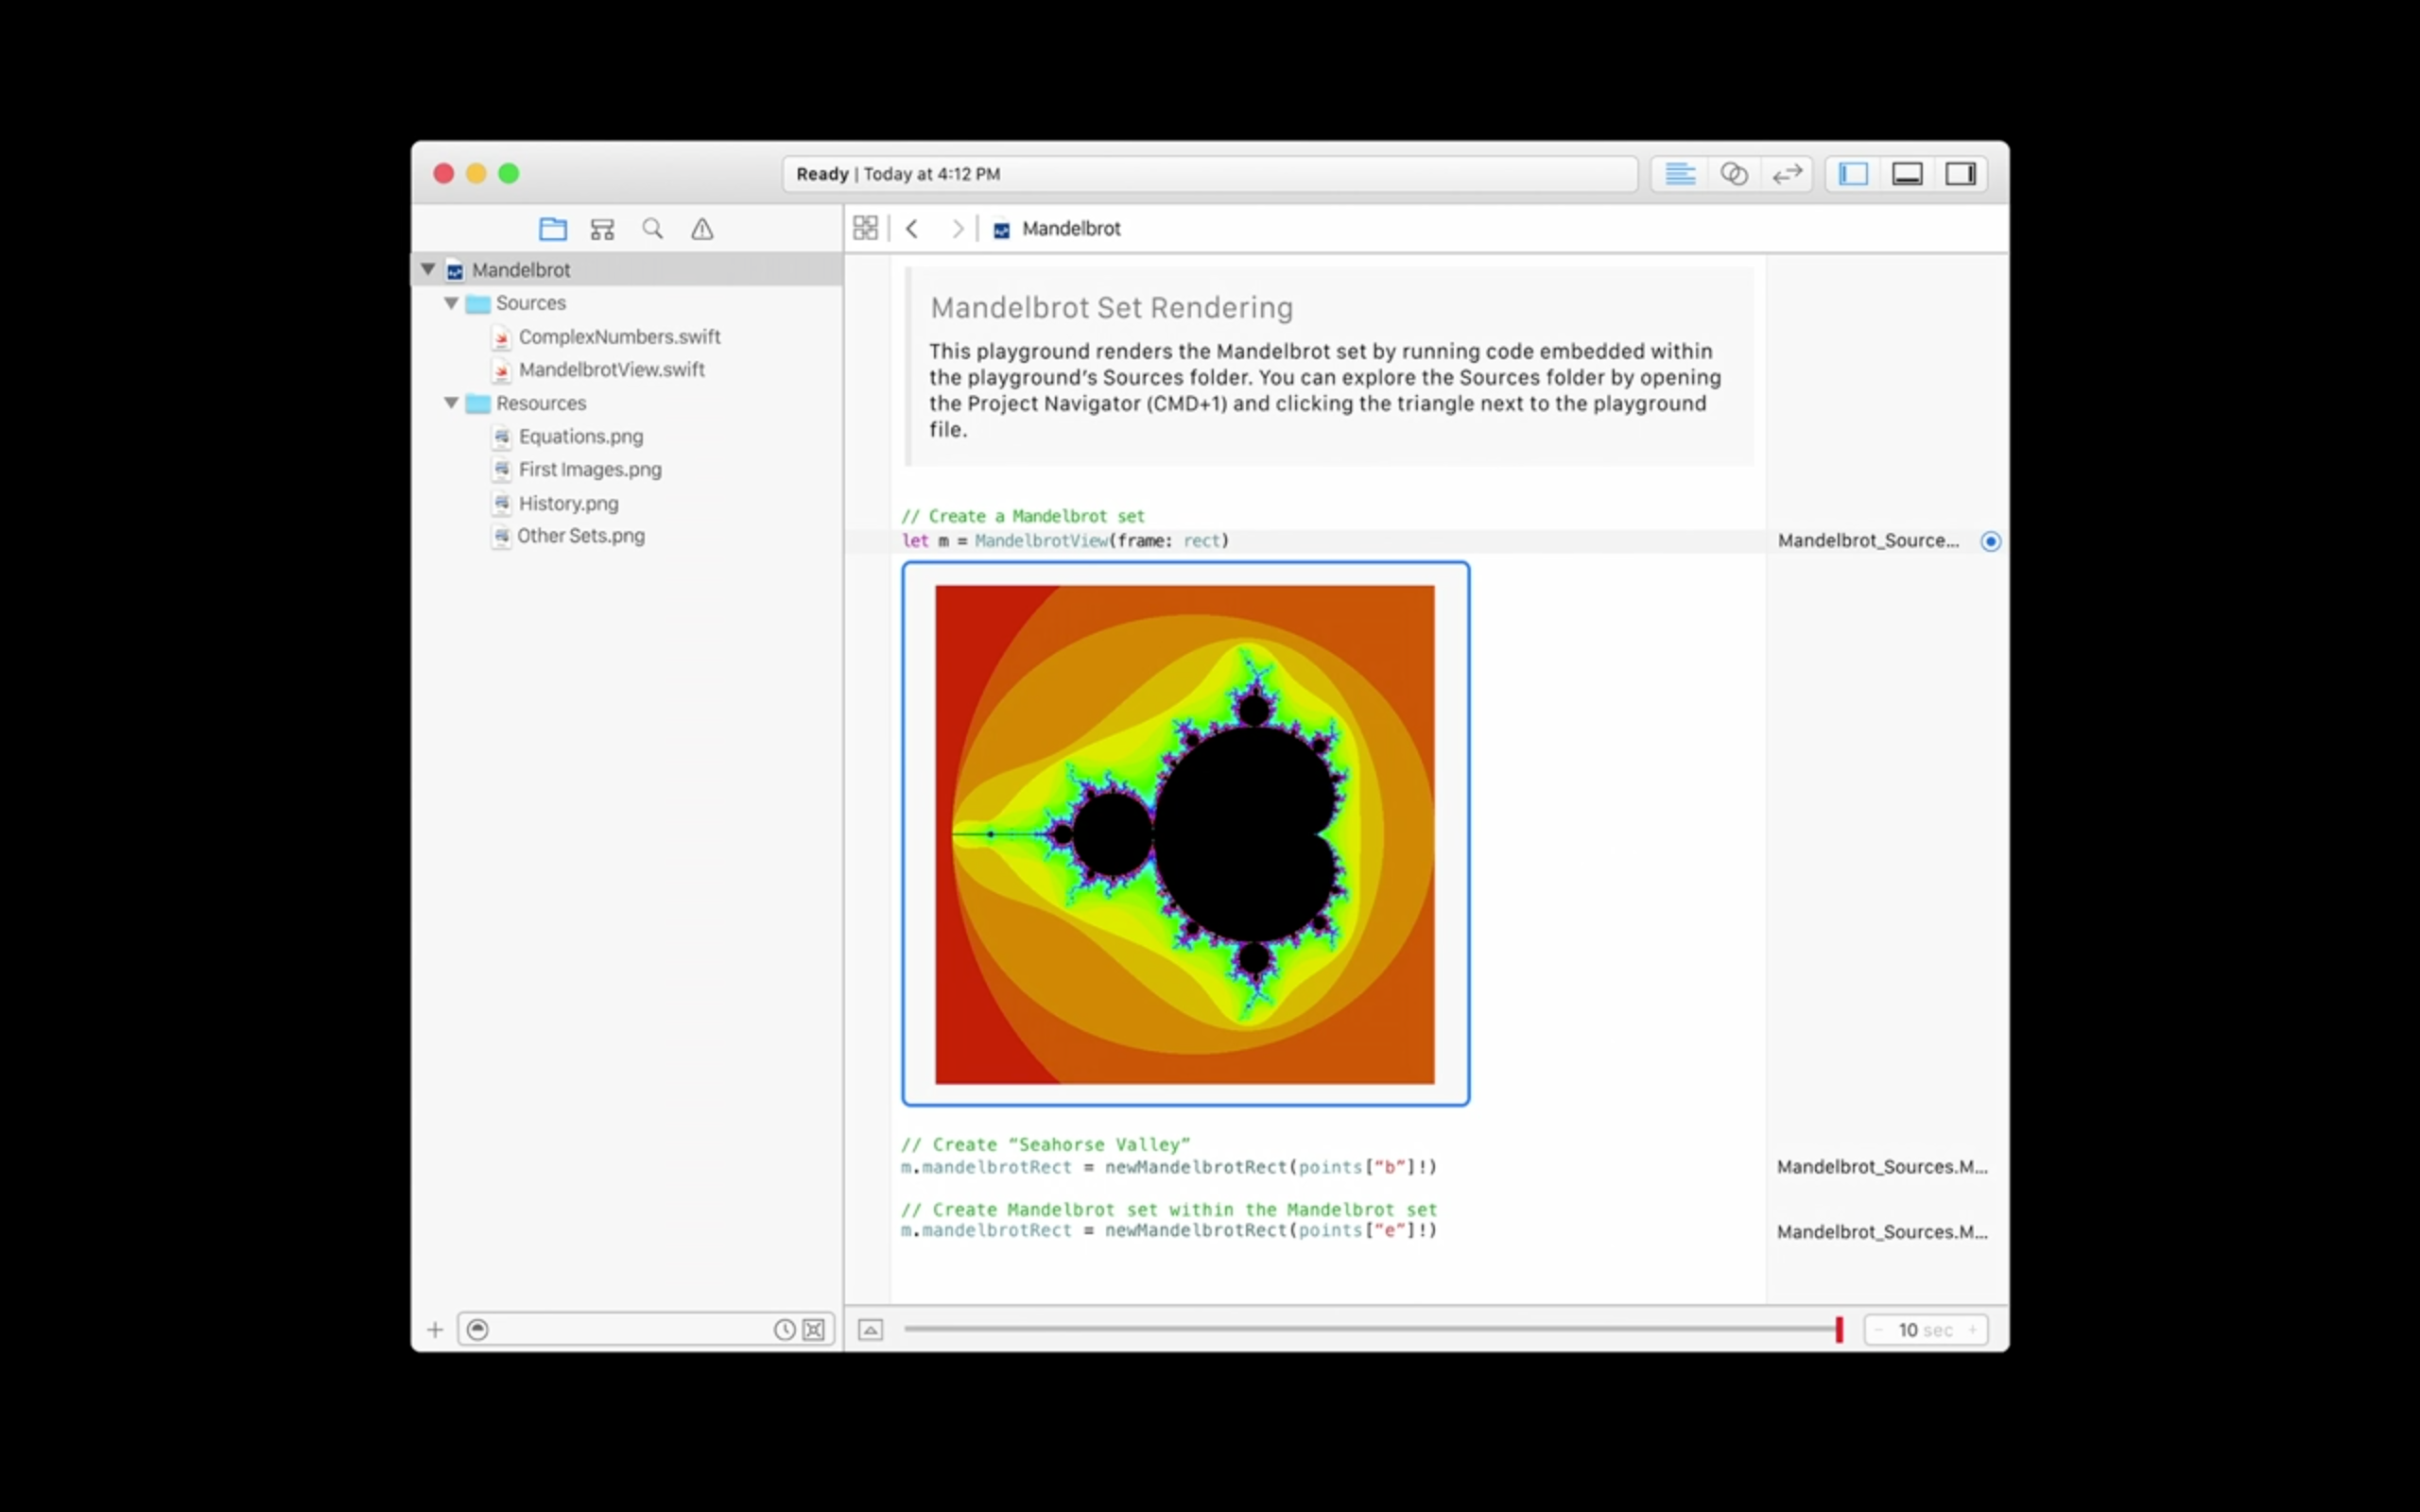 Ready | Today at 4:12 PM
Mandelbrot
Mandelbrot
Sources
ComplexNumbers.swift
MandelbrotView.swift
Resources
Equations.png
First Images.png
History.png
Other Sets.png
Mandelbrot Set Rendering
This playground renders the Mandelbrot set by running code embedded within
the playground’s Sources folder. You can explore the Sources folder by opening
the Project Navigator (CMD+1) and clicking the triangle next to the playground
file.
// Create a Mandelbrot set
let m = MandelbrotView(frame: rect)
Mandelbrot_Source...
// Create “Seahorse Valley”
m.mandelbrotRect = newMandelbrotRect(points[“b”]!)
Mandelbrot_Sources.M...
// Create Mandelbrot set within the Mandelbrot set
m.mandelbrotRect = newMandelbrotRect(points[“e”]!)
Mandelbrot_Sources.M...
- 10 sec +